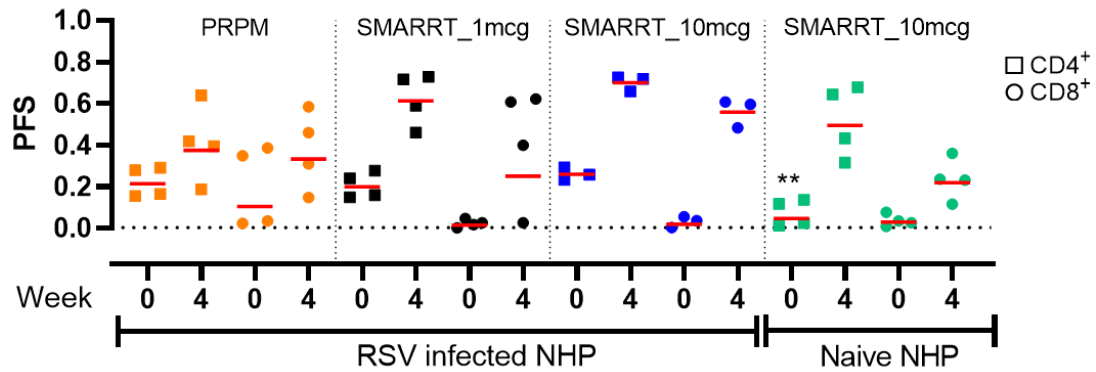 PRPM SMARRT_1mcg SMARRT_10mcg SMARRT_10mcg
1.0
0.8
0.6
0.4
0.2
0.0
PFS
**
CD4+
CD8+
Week 0 4 0 4 0 4 0 4 0 4 0 4 0 4 0 4
RSV infected NHP Naive NHP